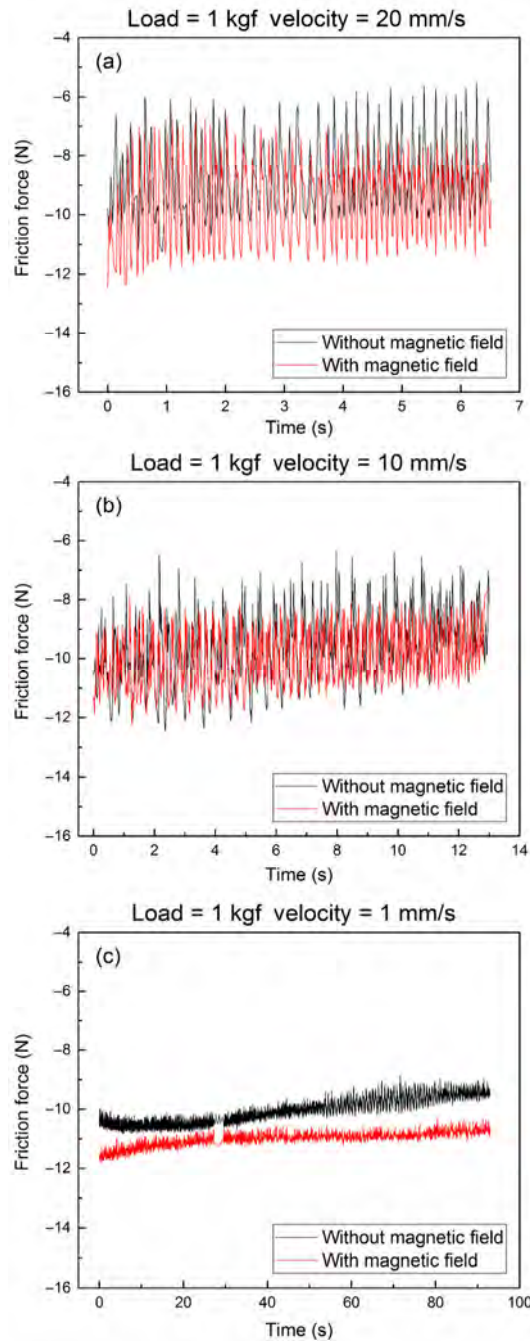 Load = 1 kgf velocity = 20 mm/s
(a)
Friction force (N)
−4
−6
−8
−10
−12
−14
−16
Without magnetic field
With magnetic field
0 1 2 3 4 5 6 7
Time (s)
Load = 1 kgf velocity = 10 mm/s
(b)
Friction force (N)
−4
−6
−8
−10
−12
−14
−16
Without magnetic field
With magnetic field
0 2 4 6 8 10 12 14
Time (s)
Load = 1 kgf velocity = 1 mm/s
(c)
Friction force (N)
−4
−6
−8
−10
−12
−14
−16
Without magnetic field
With magnetic field
0 20 40 60 80 100
Time (s)